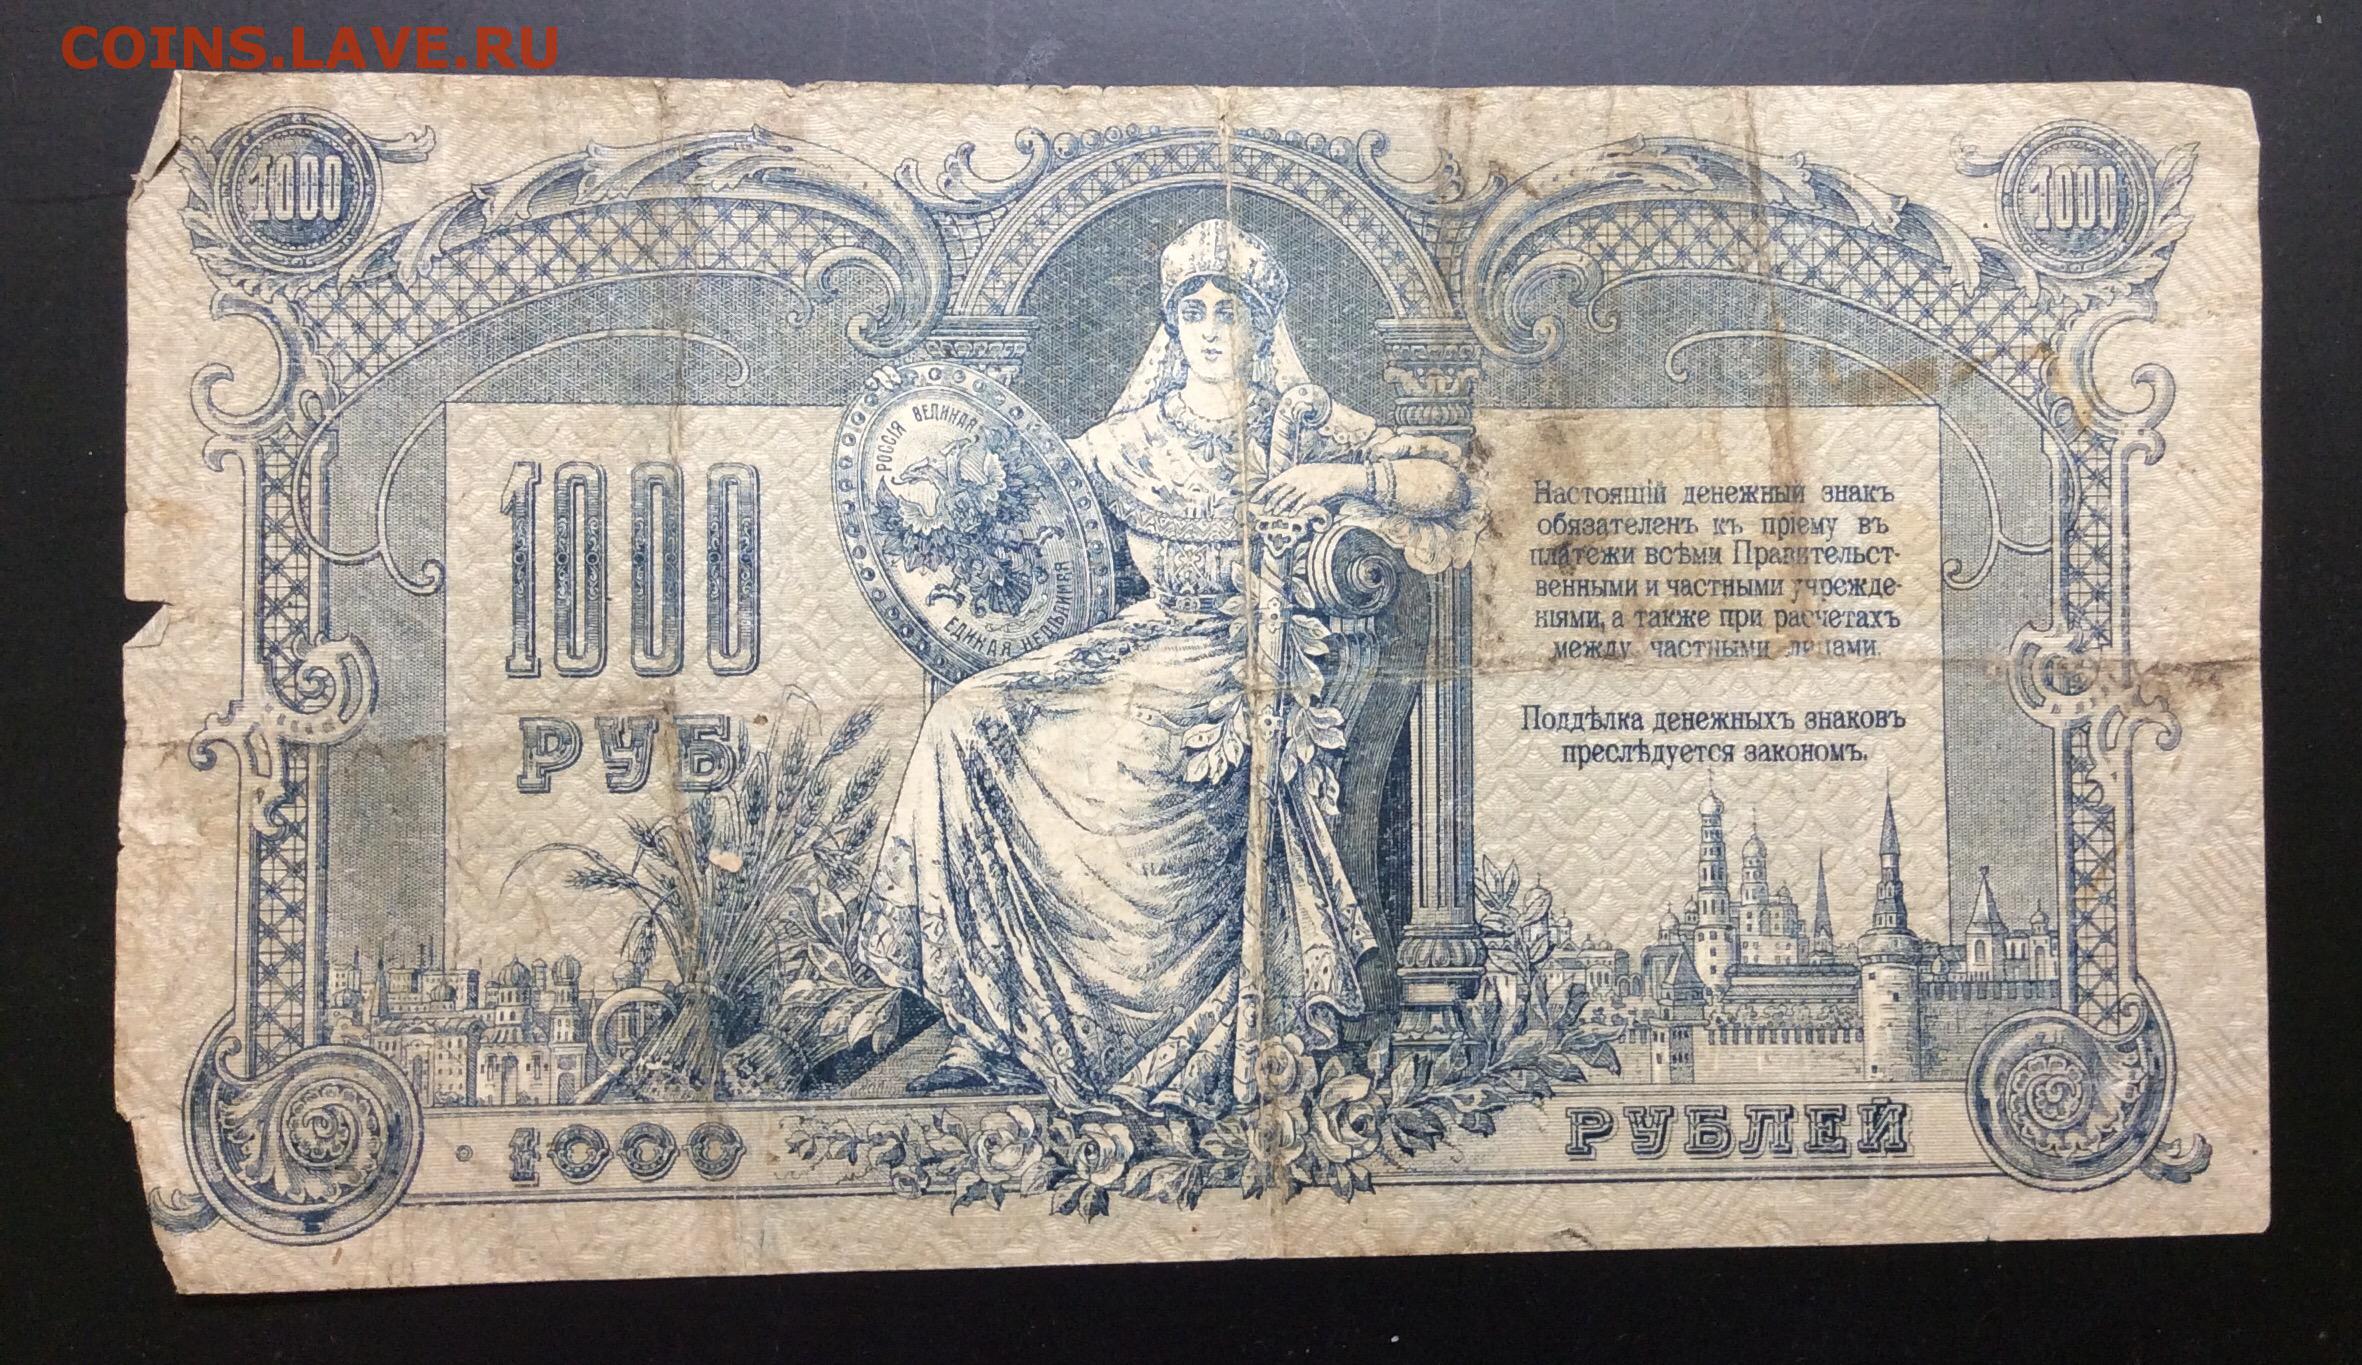 COINS.LAVE.RU
1000
1000
РОССІЯ ВЕЛИКАЯ
ЕДИНАЯ НЕДѢЛИМАЯ
1000
РУБ
Настоящій денежный знакъ
обязателенъ къ пріему въ
платежи всѣми Правительст-
венными и частными учрежде-
ніями, а также при расчетахъ
между частными лицами.
Поддѣлка денежныхъ знаковъ
преслѣдуется закономъ.
1000
РУБЛЕЙ